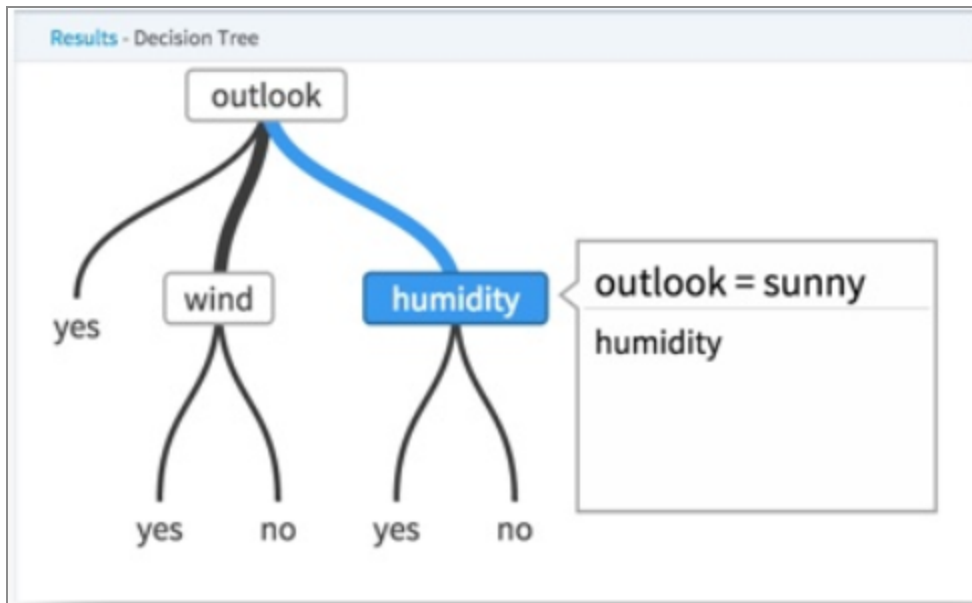 Results - Decision Tree
outlook
wind
humidity
outlook = sunny
humidity
yes
yes
no
yes
no